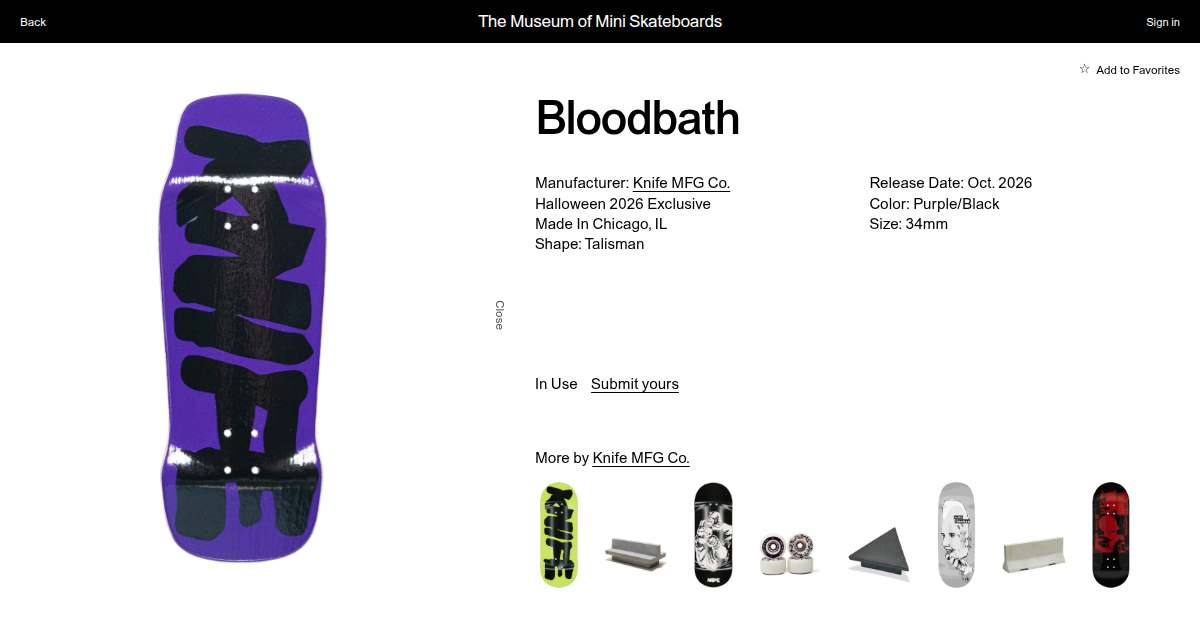 Back
The Museum of Mini Skateboards
Sign in
☆ Add to Favorites
KNIFE
Bloodbath
Manufacturer: Knife MFG Co.
Halloween 2026 Exclusive
Made In Chicago, IL
Shape: Talisman
Release Date: Oct. 2026
Color: Purple/Black
Size: 34mm
Close
In Use Submit yours
More by Knife MFG Co.